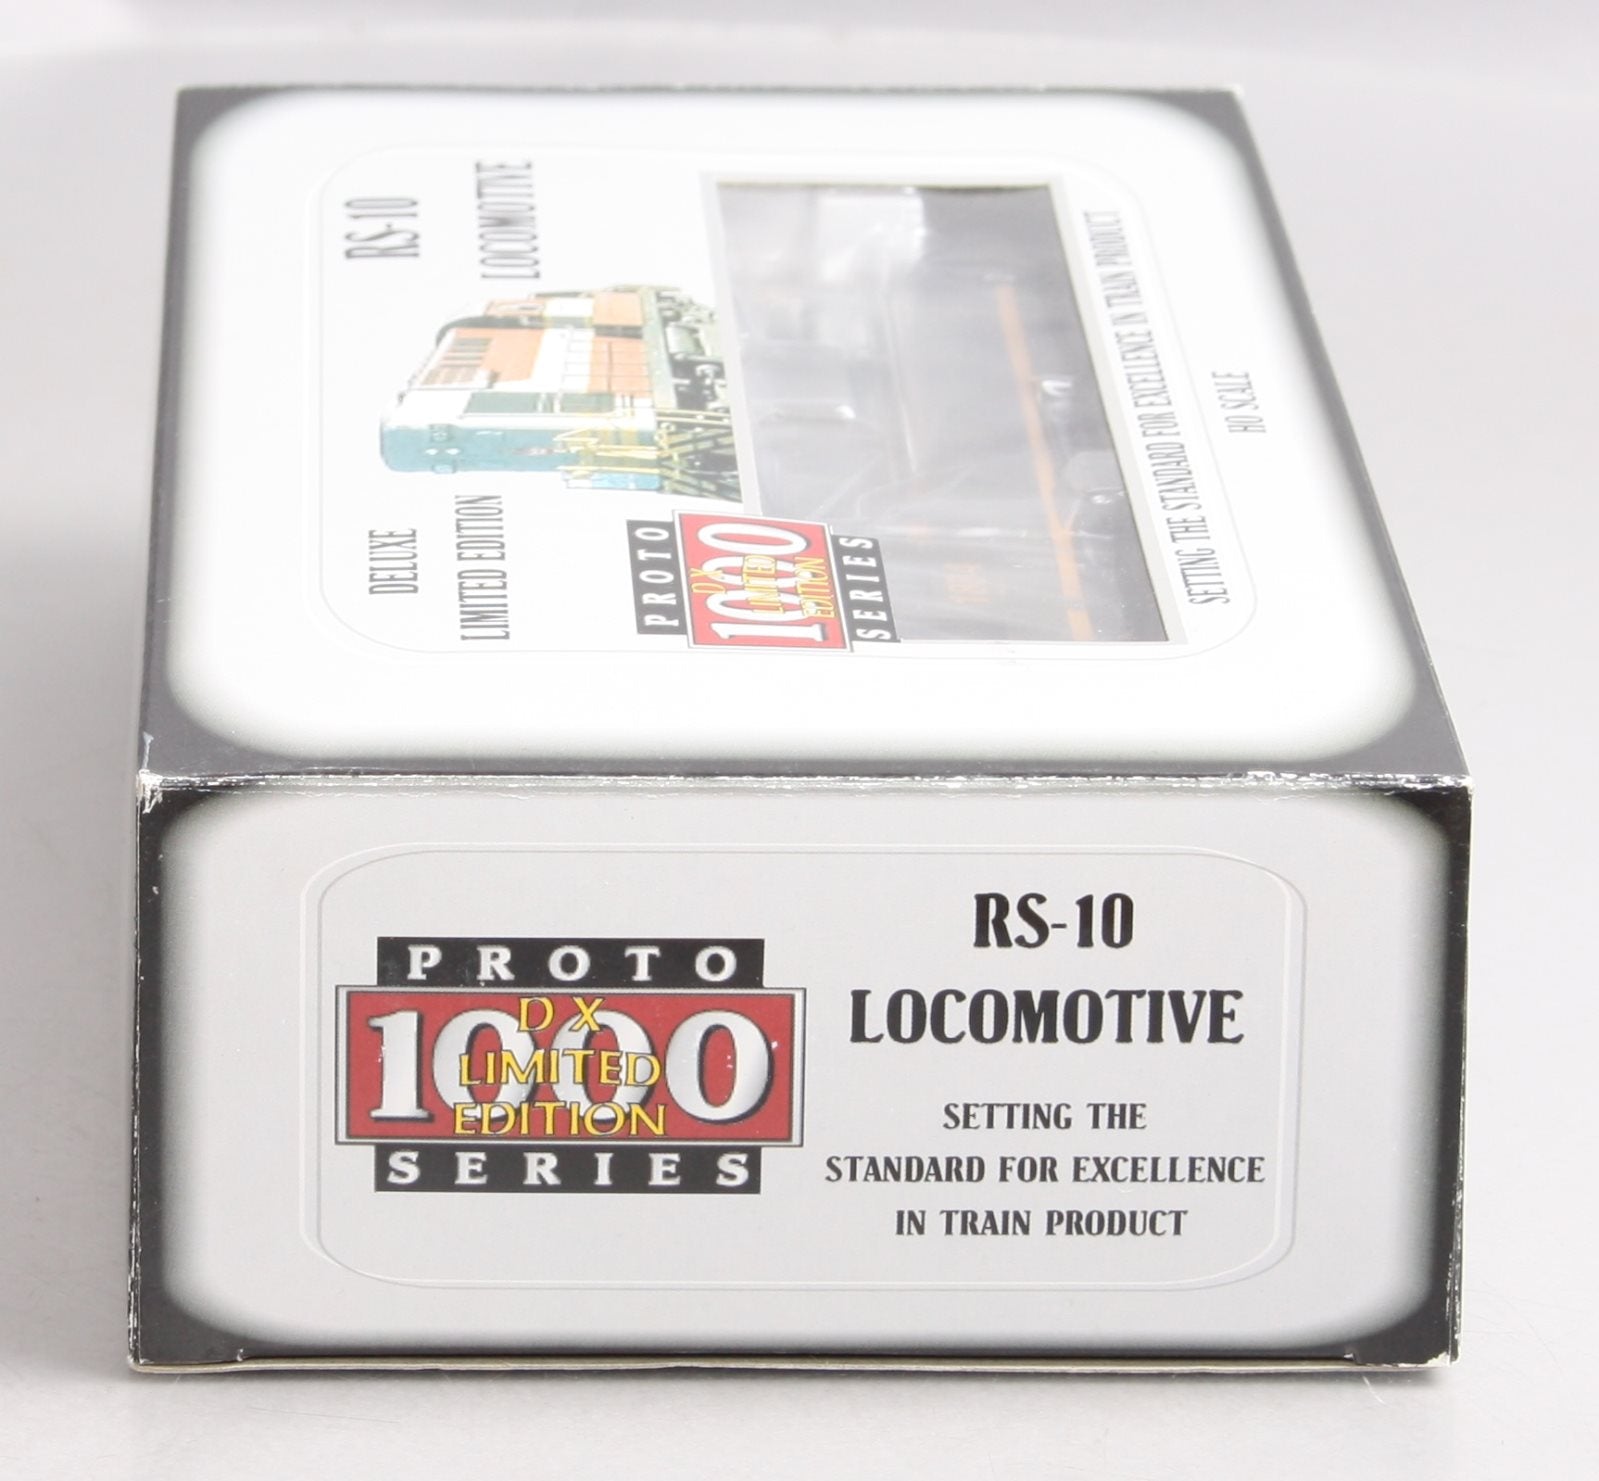 RS-10
LOCOMOTIVE
DELUXE
LIMITED EDITION
PROTO
1000
DX
LIMITED
EDITION
SERIES
SETTING THE STANDARD FOR EXCELLENCE IN TRAIN PRODUCT
HO SCALE
PROTO
1000
DX
LIMITED
EDITION
SERIES
RS-10
LOCOMOTIVE
SETTING THE
STANDARD FOR EXCELLENCE
IN TRAIN PRODUCT